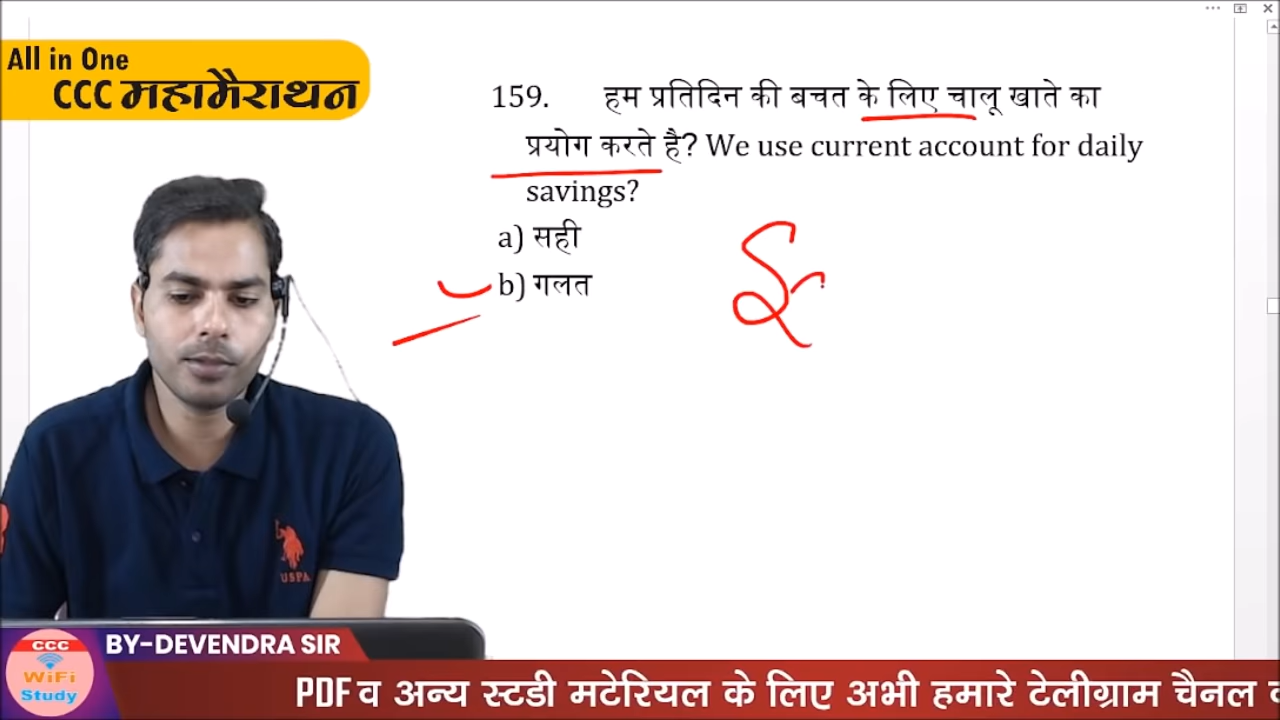 All in One
CCC महामैराथन
159. हम प्रतिदिन की बचत के लिए चालू खाते का
प्रयोग करते है? We use current account for daily
savings?
a) सही
b) गलत
USPA
CCC
WiFi
Study
BY-DEVENDRA SIR
PDF व अन्य स्टडी मटेरियल के लिए अभी हमारे टेलीग्राम चैनल